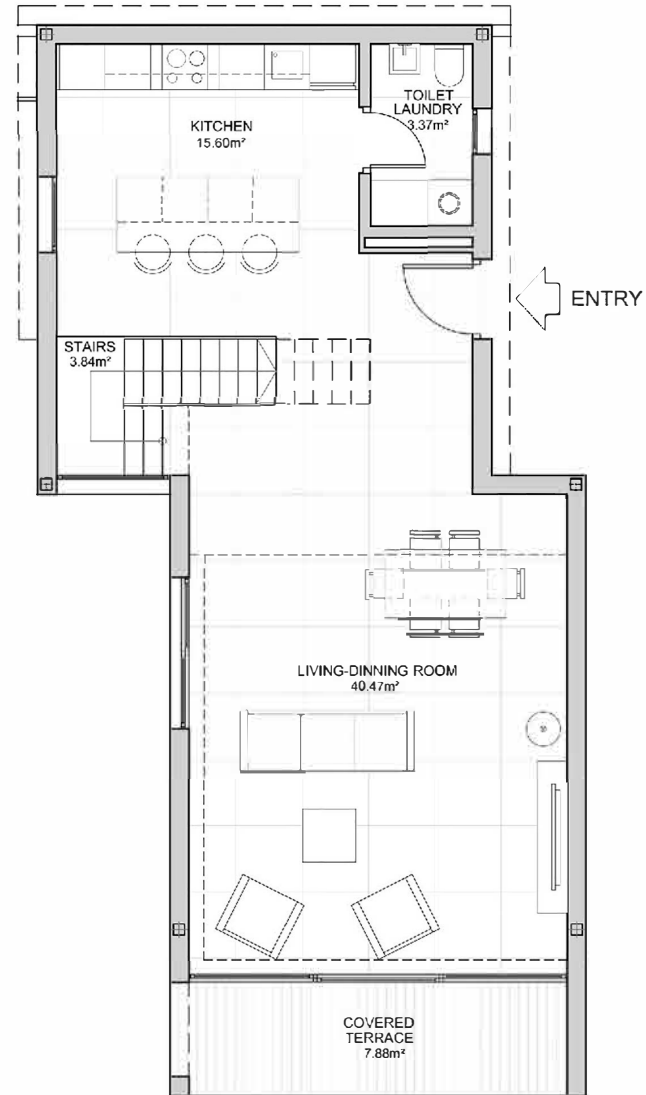 TOILET
LAUNDRY
3.37m²
KITCHEN
15.60m²
ENTRY
STAIRS
3.84m²
LIVING-DINNING ROOM
40.47m²
COVERED
TERRACE
7.88m²